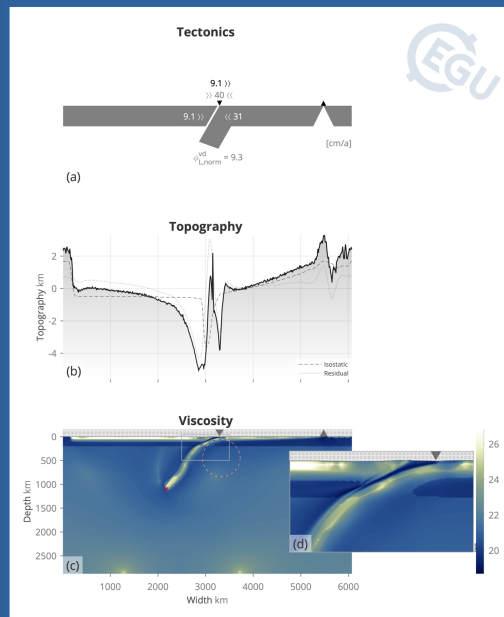 EGU
Tectonics
9.1 ⟩⟩
⟩⟩ 40 ⟨⟨
9.1 ⟩⟩
⟨⟨ 31
[cm/a]
vd
L_norm = 9.3
(a)
Topography
Topography km
2
0
-2
-4
Isostatic
Residual
(b)
Viscosity
Depth km
0
500
1000
1500
2000
2500
(c)
(d)
26
24
22
20
1000 2000 3000 4000 5000 6000
Width km